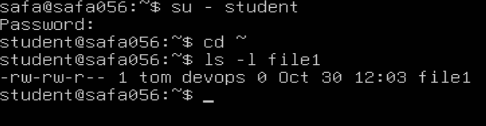 safa@safa056:~$ su - student
Password:
student@safa056:~$ cd ~
student@safa056:~$ ls -l file1
-rw-rw-r-- 1 tom devops 0 Oct 30 12:03 file1
student@safa056:~$ _